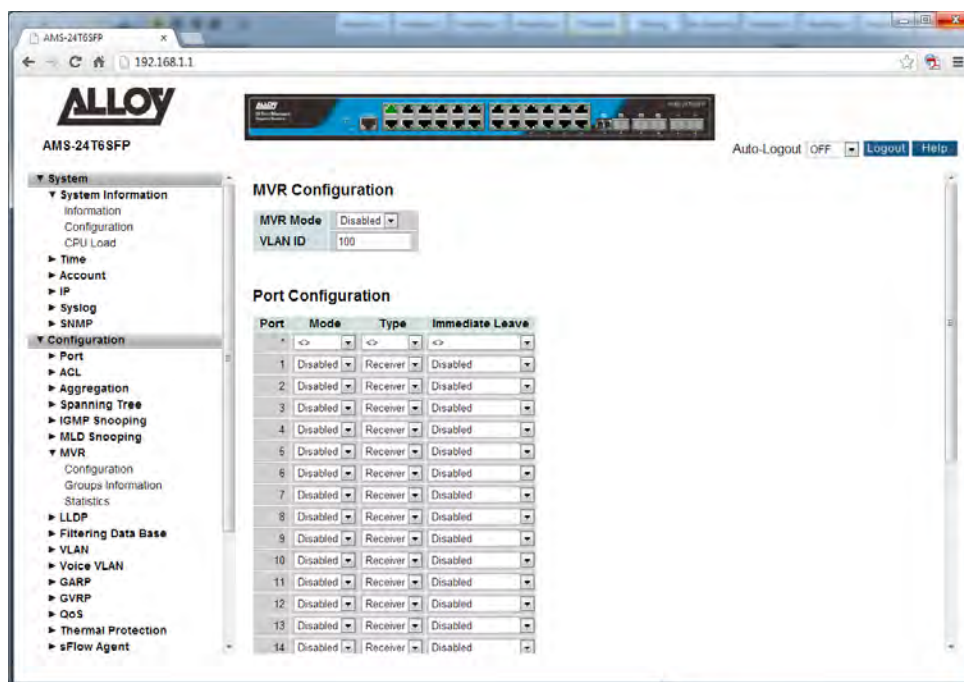 AMS-24T6SFP
192.168.1.1
ALLOY
AMS-24T6SFP
ALLOY
Auto-Logout OFF Logout Help
System
System Information
Information
Configuration
CPU Load
Time
Account
IP
Syslog
SNMP
Configuration
Port
ACL
Aggregation
Spanning Tree
IGMP Snooping
MLD Snooping
MVR
Configuration
Groups Information
Statistics
LLDP
Filtering Data Base
VLAN
Voice VLAN
GARP
GVRP
QoS
Thermal Protection
sFlow Agent
MVR Configuration
MVR Mode Disabled
VLAN ID 100
Port Configuration
Port Mode Type Immediate Leave
* <> <> <>
1 Disabled Receiver Disabled
2 Disabled Receiver Disabled
3 Disabled Receiver Disabled
4 Disabled Receiver Disabled
5 Disabled Receiver Disabled
6 Disabled Receiver Disabled
7 Disabled Receiver Disabled
8 Disabled Receiver Disabled
9 Disabled Receiver Disabled
10 Disabled Receiver Disabled
11 Disabled Receiver Disabled
12 Disabled Receiver Disabled
13 Disabled Receiver Disabled
14 Disabled Receiver Disabled